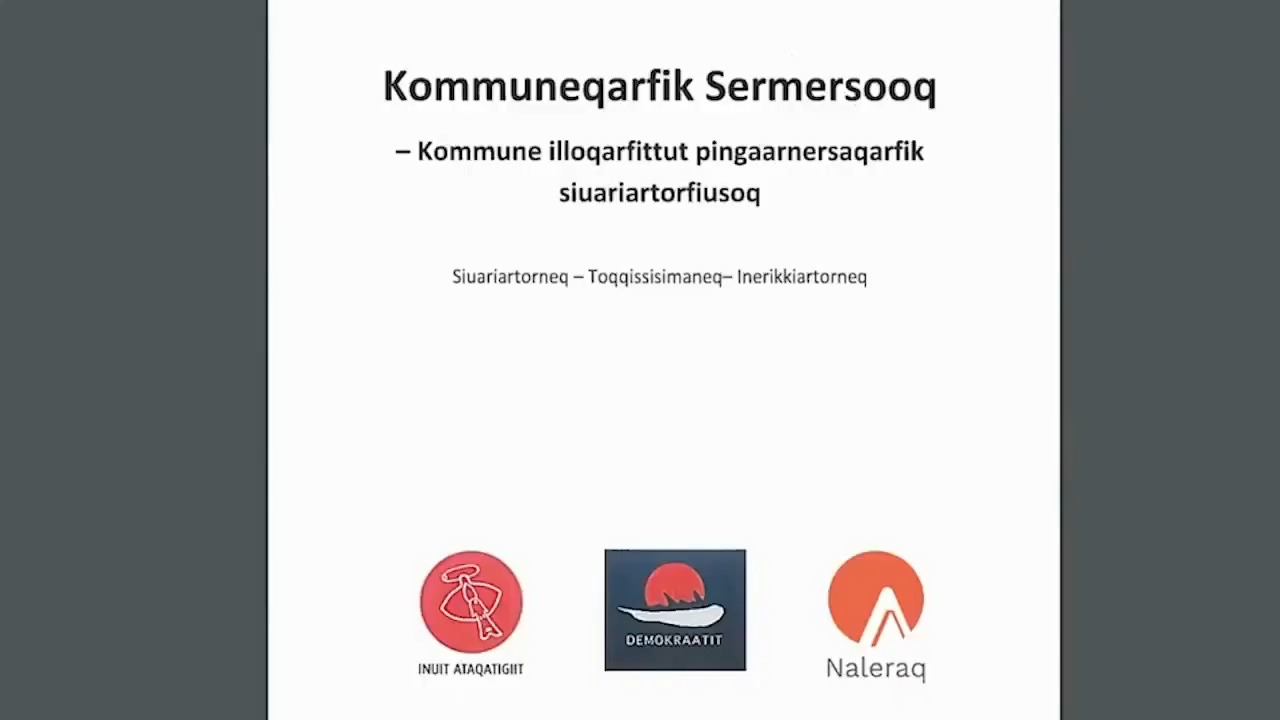 Kommuneqarfik Sermersooq
– Kommune illoqarfittut pingaarnersaqarfik
siuariartorfiusoq
Siuariartorneq – Toqqissisimaneq– Inerikkiartorneq
INUIT ATAQATIGIIT
DEMOKRAATIT
Naleraq